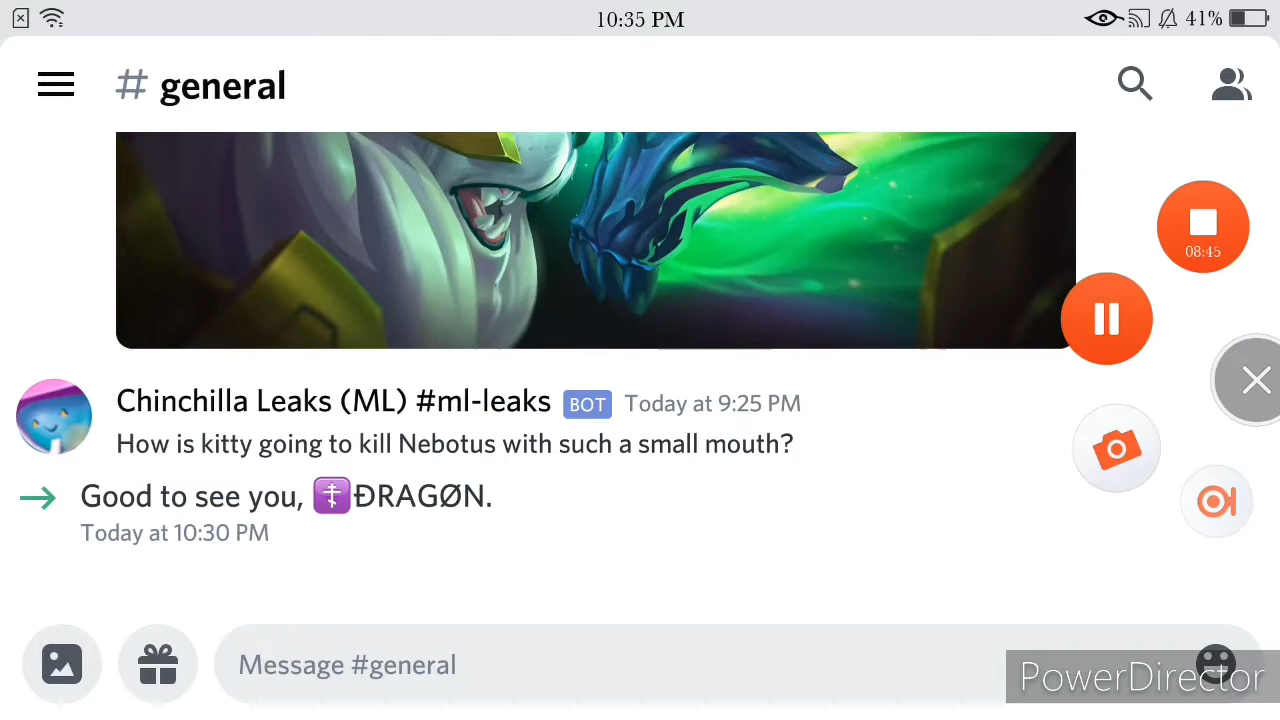 10:35 PM
41%
# general
08:45
Chinchilla Leaks (ML) #ml-leaks BOT Today at 9:25 PM
How is kitty going to kill Nebotus with such a small mouth?
Good to see you, ☦️ĐRAGØN.
Today at 10:30 PM
Message #general
PowerDirector